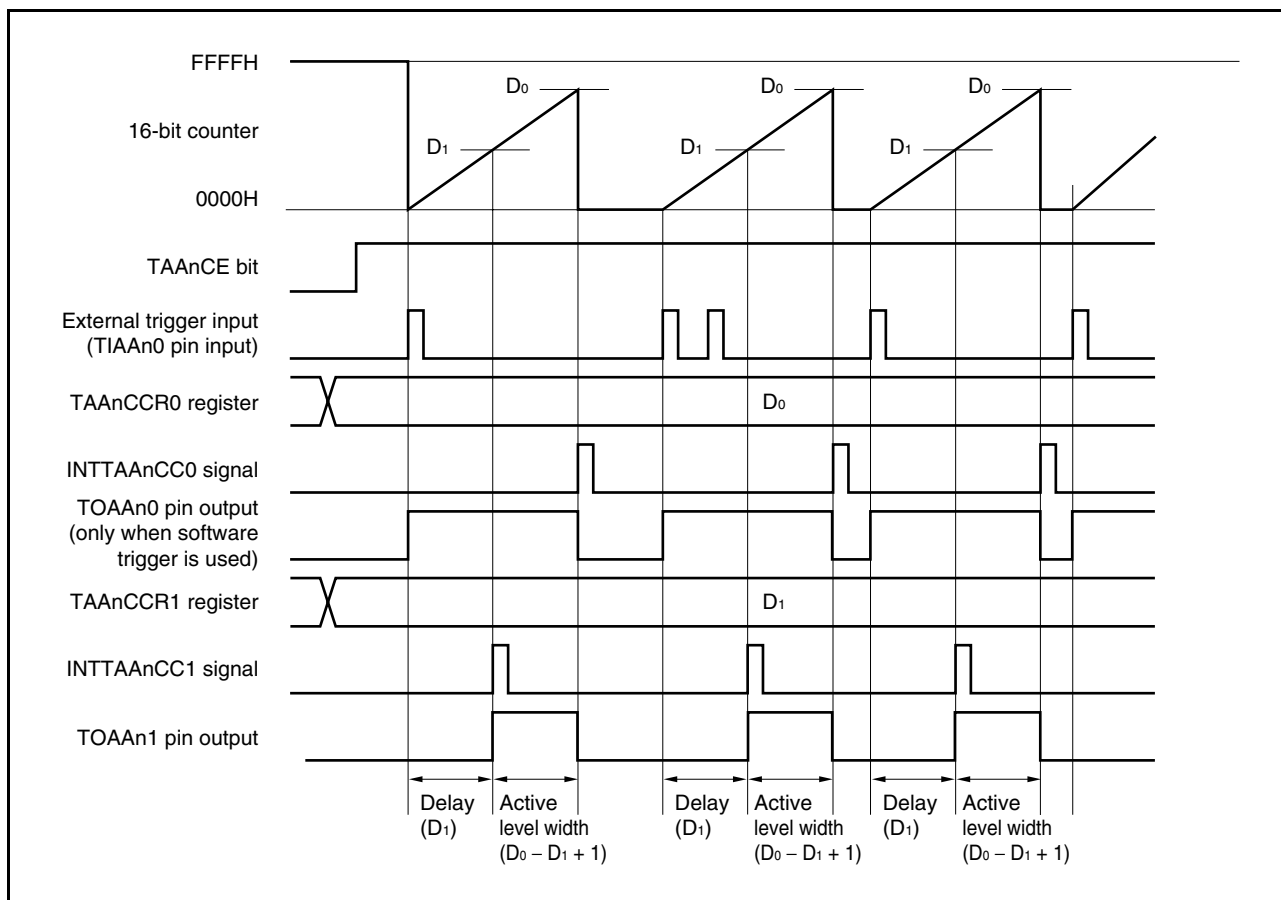 FFFFH
D0 D0 D0
16-bit counter
D1 D1 D1
0000H
TAAnCE bit
External trigger input
(TIAAn0 pin input)
TAAnCCR0 register
D0
INTTAAnCC0 signal
TOAAn0 pin output
(only when software
trigger is used)
TAAnCCR1 register
D1
INTTAAnCC1 signal
TOAAn1 pin output
Delay
(D1)
Active
level width
(D0 – D1 + 1)
Delay
(D1)
Active
level width
(D0 – D1 + 1)
Delay
(D1)
Active
level width
(D0 – D1 + 1)